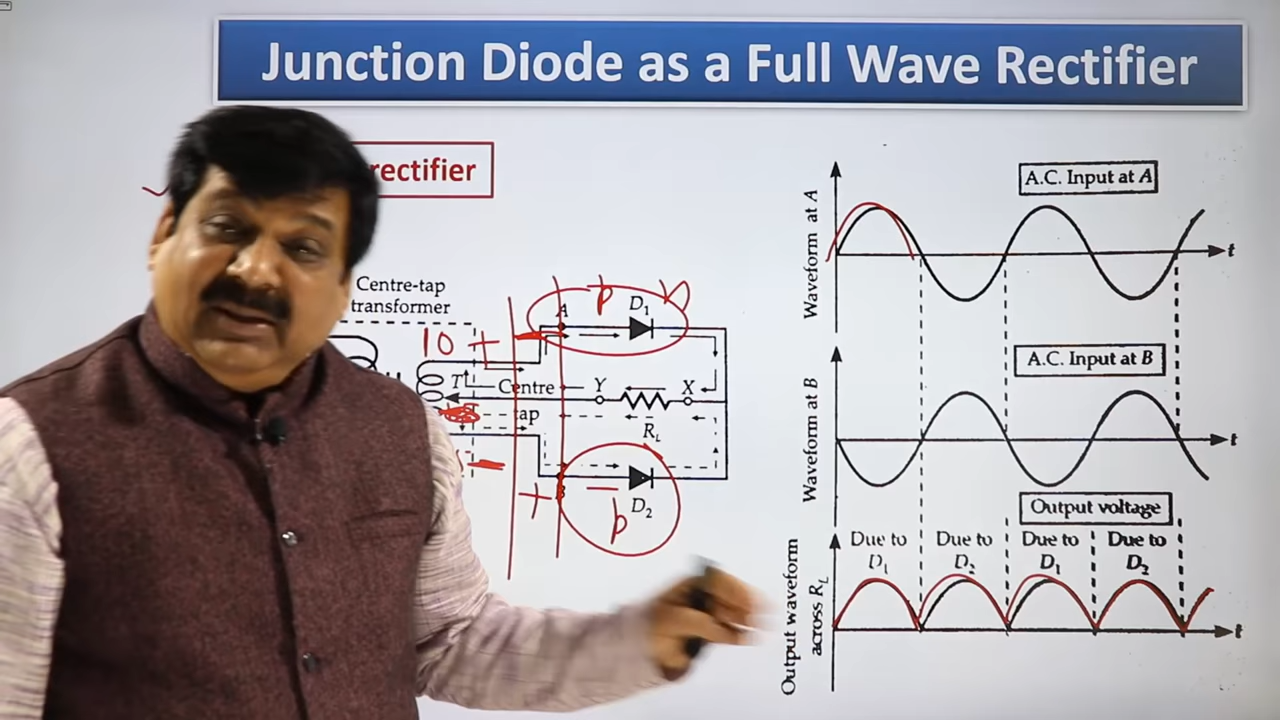 Junction Diode as a Full Wave Rectifier
rectifier
Centre-tap
transformer
A
p
n
D₁
10 +
−
T
Centre
Y
X
tap
R_L
−
+
B
−
p
D₂
Waveform at A
A.C. Input at A
t
Waveform at B
A.C. Input at B
t
Output waveform
across R_L
Output voltage
Due to
D₁
Due to
D₂
Due to
D₁
Due to
D₂
t